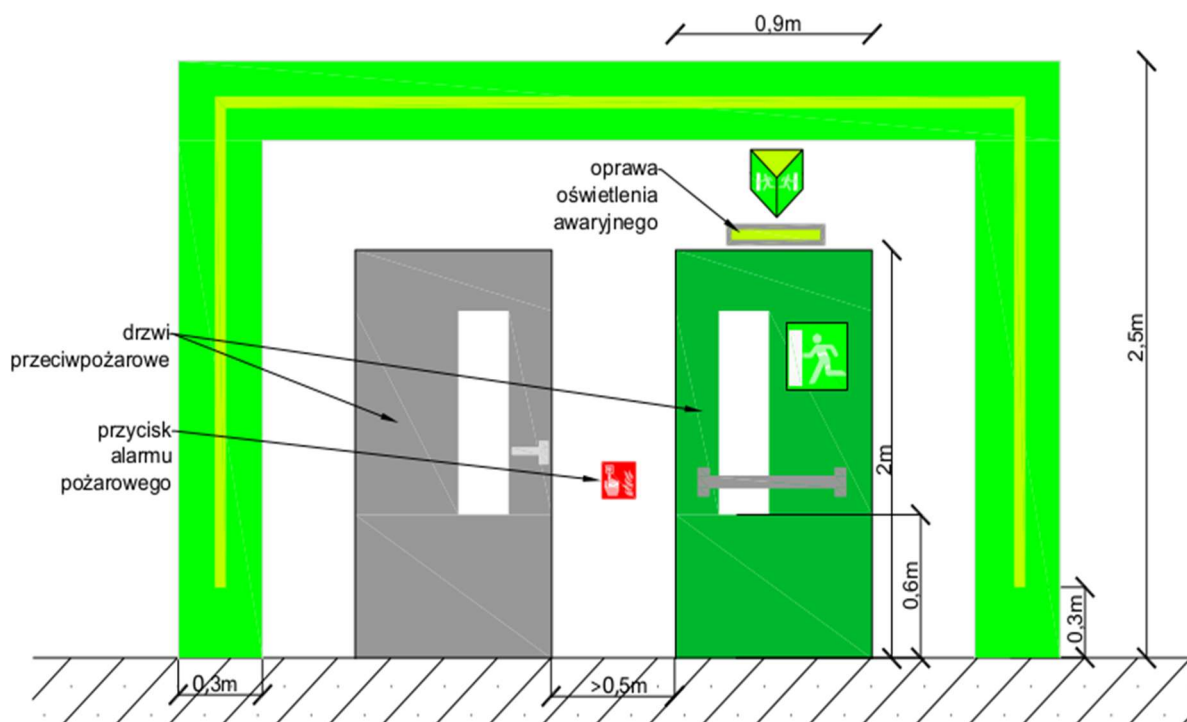 0,9m
oprawa
oświetlenia
awaryjnego
2,5m
drzwi
przeciwpożarowe
przycisk
alarmu
pożarowego
2m
0,6m
0,3m
0,3m
>0,5m